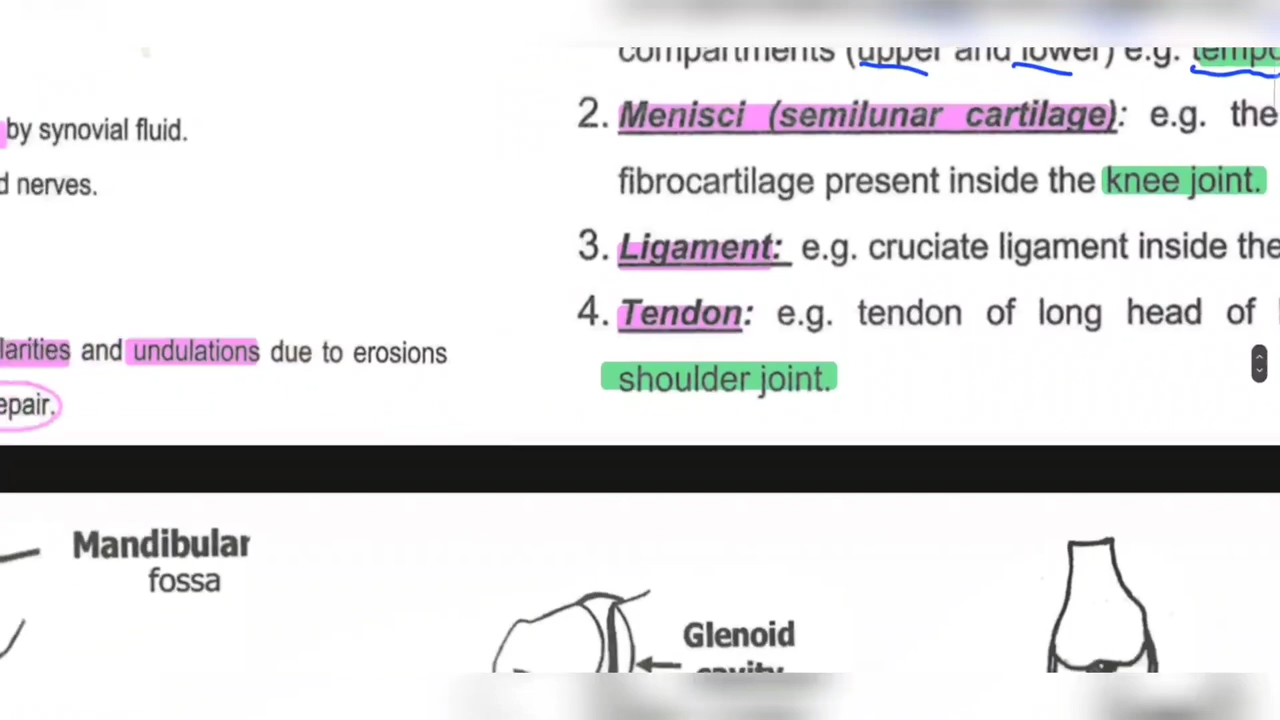 by synovial fluid.
d nerves.
larities and undulations due to erosions
epair.
compartments (upper and lower) e.g. tempo
2. Menisci (semilunar cartilage): e.g. the
fibrocartilage present inside the knee joint.
3. Ligament: e.g. cruciate ligament inside the
4. Tendon: e.g. tendon of long head of
shoulder joint.
Mandibular
fossa
Glenoid
cavity